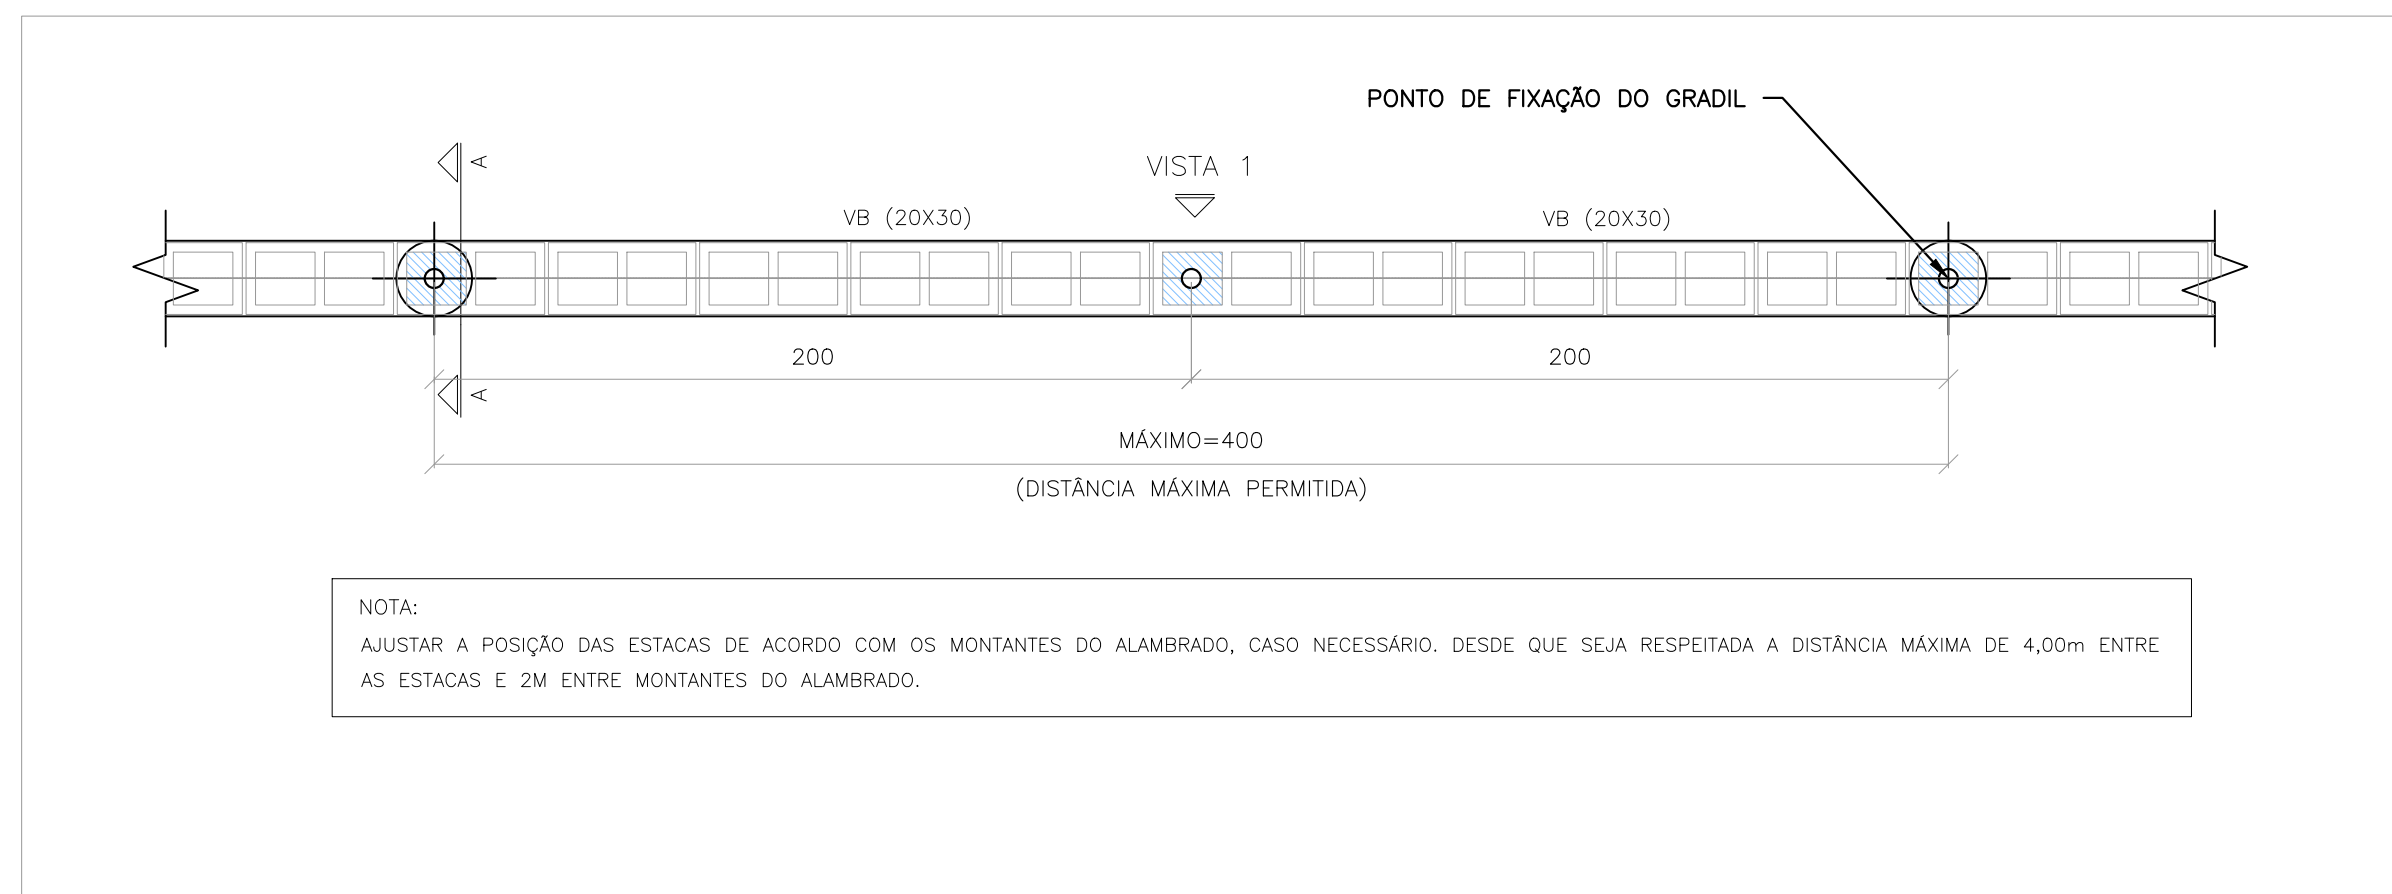 PONTO DE FIXAÇÃO DO GRADIL
A
VISTA 1
VB (20X30)
VB (20X30)
200
200
A
MÁXIMO=400
(DISTÂNCIA MÁXIMA PERMITIDA)
NOTA:
AJUSTAR A POSIÇÃO DAS ESTACAS DE ACORDO COM OS MONTANTES DO ALAMBRADO, CASO NECESSÁRIO. DESDE QUE SEJA RESPEITADA A DISTÂNCIA MÁXIMA DE 4,00m ENTRE
AS ESTACAS E 2M ENTRE MONTANTES DO ALAMBRADO.